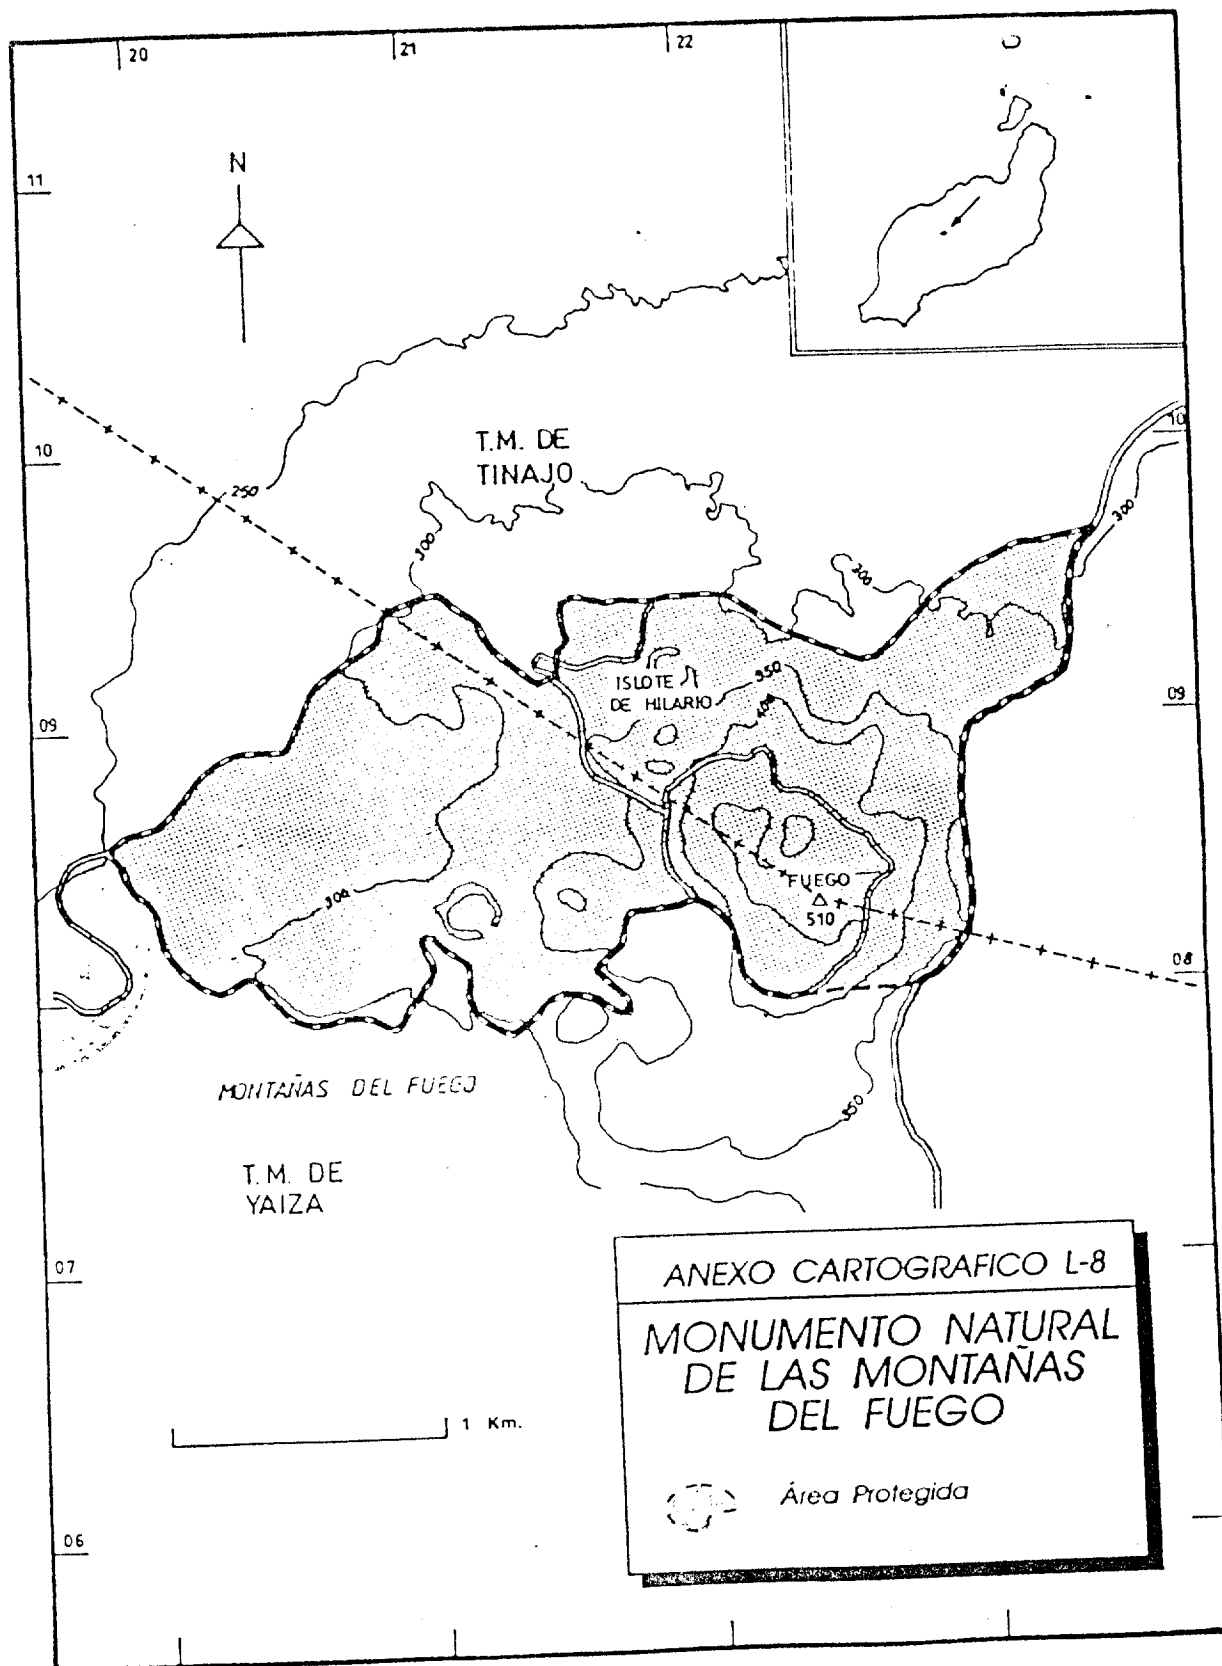 20
21
22
N
11
10
10
T.M. DE
TINAJO
250
300
300
300
ISLOTE
DE HILARIO
350
400
09
09
300
FUEGO
510
08
MONTAÑAS DEL FUEGO
350
T.M. DE
YAIZA
07
ANEXO CARTOGRAFICO L-8
MONUMENTO NATURAL
DE LAS MONTAÑAS
DEL FUEGO
1 Km.
Área Protegida
06